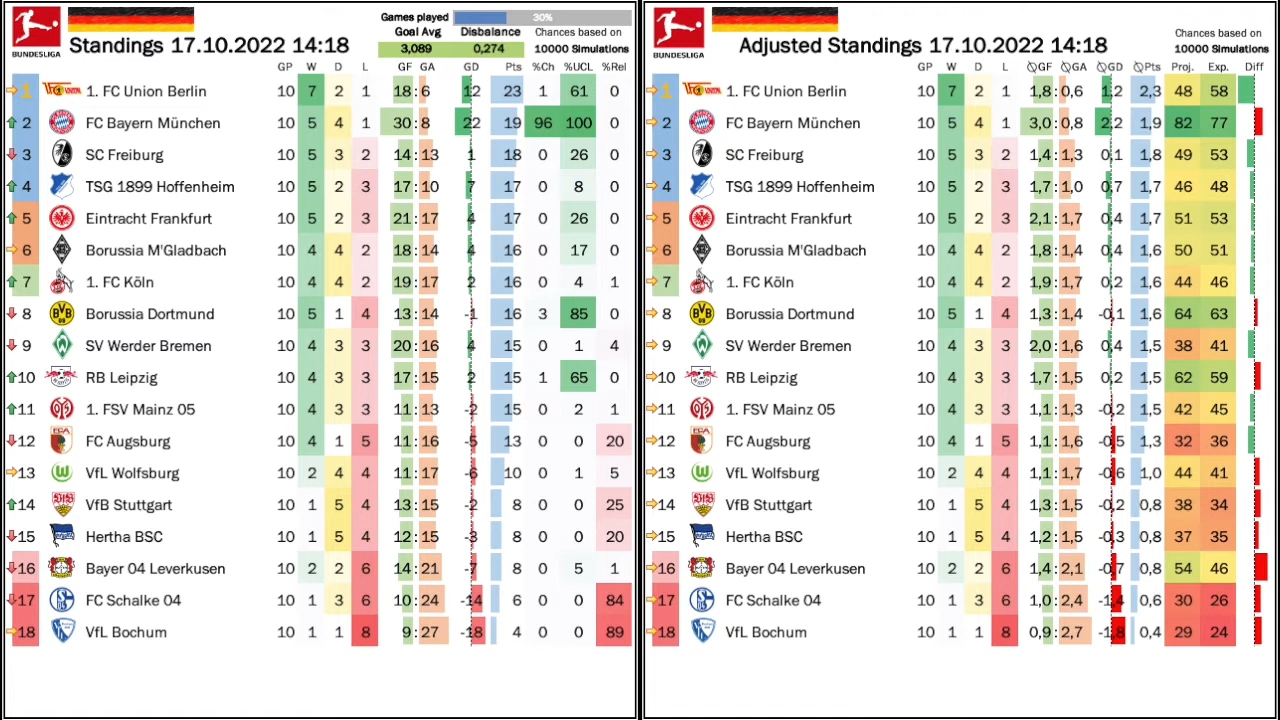 Games played 30%
Goal Avg Disbalance
3,089 0,274
Chances based on
10000 Simulations
BUNDESLIGA
Standings 17.10.2022 14:18
GP W D L GF GA GD Pts %Ch %UCL %Rel
1 1. FC Union Berlin 10 7 2 1 18 : 6 12 23 1 61 0
2 FC Bayern München 10 5 4 1 30 : 8 22 19 96 100 0
3 SC Freiburg 10 5 3 2 14 : 13 1 18 0 26 0
4 TSG 1899 Hoffenheim 10 5 2 3 17 : 10 7 17 0 8 0
5 Eintracht Frankfurt 10 5 2 3 21 : 17 4 17 0 26 0
6 Borussia M'Gladbach 10 4 4 2 18 : 14 4 16 0 17 0
7 1. FC Köln 10 4 4 2 19 : 17 2 16 0 4 1
8 Borussia Dortmund 10 5 1 4 13 : 14 -1 16 3 85 0
9 SV Werder Bremen 10 4 3 3 20 : 16 4 15 0 1 4
10 RB Leipzig 10 4 3 3 17 : 15 2 15 1 65 0
11 1. FSV Mainz 05 10 4 3 3 11 : 13 -2 15 0 2 1
12 FC Augsburg 10 4 1 5 11 : 16 -5 13 0 0 20
13 VfL Wolfsburg 10 2 4 4 11 : 17 -6 10 0 1 5
14 VfB Stuttgart 10 1 5 4 13 : 15 -2 8 0 0 25
15 Hertha BSC 10 1 5 4 12 : 15 -3 8 0 0 20
16 Bayer 04 Leverkusen 10 2 2 6 14 : 21 -7 8 0 5 1
17 FC Schalke 04 10 1 3 6 10 : 24 -14 6 0 0 84
18 VfL Bochum 10 1 1 8 9 : 27 -18 4 0 0 89
BUNDESLIGA
Adjusted Standings 17.10.2022 14:18
Chances based on
10000 Simulations
GP W D L ∅GF ∅GA ∅GD ∅Pts Proj. Exp. Diff
1 1. FC Union Berlin 10 7 2 1 1,8 : 0,6 1,2 2,3 48 58
2 FC Bayern München 10 5 4 1 3,0 : 0,8 2,2 1,9 82 77
3 SC Freiburg 10 5 3 2 1,4 : 1,3 0,1 1,8 49 53
4 TSG 1899 Hoffenheim 10 5 2 3 1,7 : 1,0 0,7 1,7 46 48
5 Eintracht Frankfurt 10 5 2 3 2,1 : 1,7 0,4 1,7 51 53
6 Borussia M'Gladbach 10 4 4 2 1,8 : 1,4 0,4 1,6 50 51
7 1. FC Köln 10 4 4 2 1,9 : 1,7 0,2 1,6 44 46
8 Borussia Dortmund 10 5 1 4 1,3 : 1,4 -0,1 1,6 64 63
9 SV Werder Bremen 10 4 3 3 2,0 : 1,6 0,4 1,5 38 41
10 RB Leipzig 10 4 3 3 1,7 : 1,5 0,2 1,5 62 59
11 1. FSV Mainz 05 10 4 3 3 1,1 : 1,3 -0,2 1,5 42 45
12 FC Augsburg 10 4 1 5 1,1 : 1,6 -0,5 1,3 32 36
13 VfL Wolfsburg 10 2 4 4 1,1 : 1,7 -0,6 1,0 44 41
14 VfB Stuttgart 10 1 5 4 1,3 : 1,5 -0,2 0,8 38 34
15 Hertha BSC 10 1 5 4 1,2 : 1,5 -0,3 0,8 37 35
16 Bayer 04 Leverkusen 10 2 2 6 1,4 : 2,1 -0,7 0,8 54 46
17 FC Schalke 04 10 1 3 6 1,0 : 2,4 -1,4 0,6 30 26
18 VfL Bochum 10 1 1 8 0,9 : 2,7 -1,8 0,4 29 24